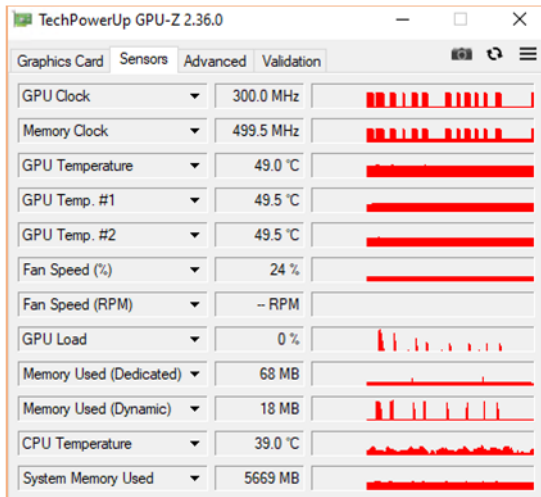 TechPowerUp GPU-Z 2.36.0
Graphics Card Sensors Advanced Validation
GPU Clock 300.0 MHz
Memory Clock 499.5 MHz
GPU Temperature 49.0 °C
GPU Temp. #1 49.5 °C
GPU Temp. #2 49.5 °C
Fan Speed (%) 24 %
Fan Speed (RPM) -- RPM
GPU Load 0 %
Memory Used (Dedicated) 68 MB
Memory Used (Dynamic) 18 MB
CPU Temperature 39.0 °C
System Memory Used 5669 MB